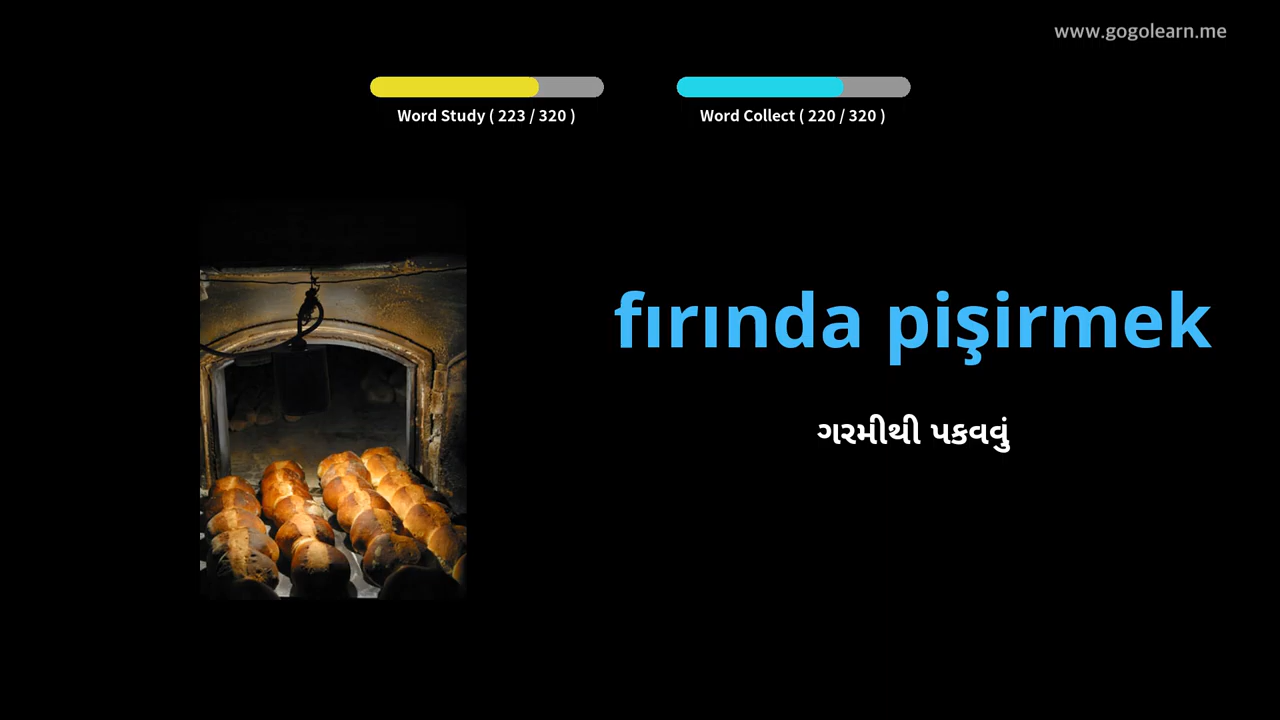 www.gogolearn.me
Word Study ( 223 / 320 )
Word Collect ( 220 / 320 )
fırında pişirmek
ગરમીથી પકવવું